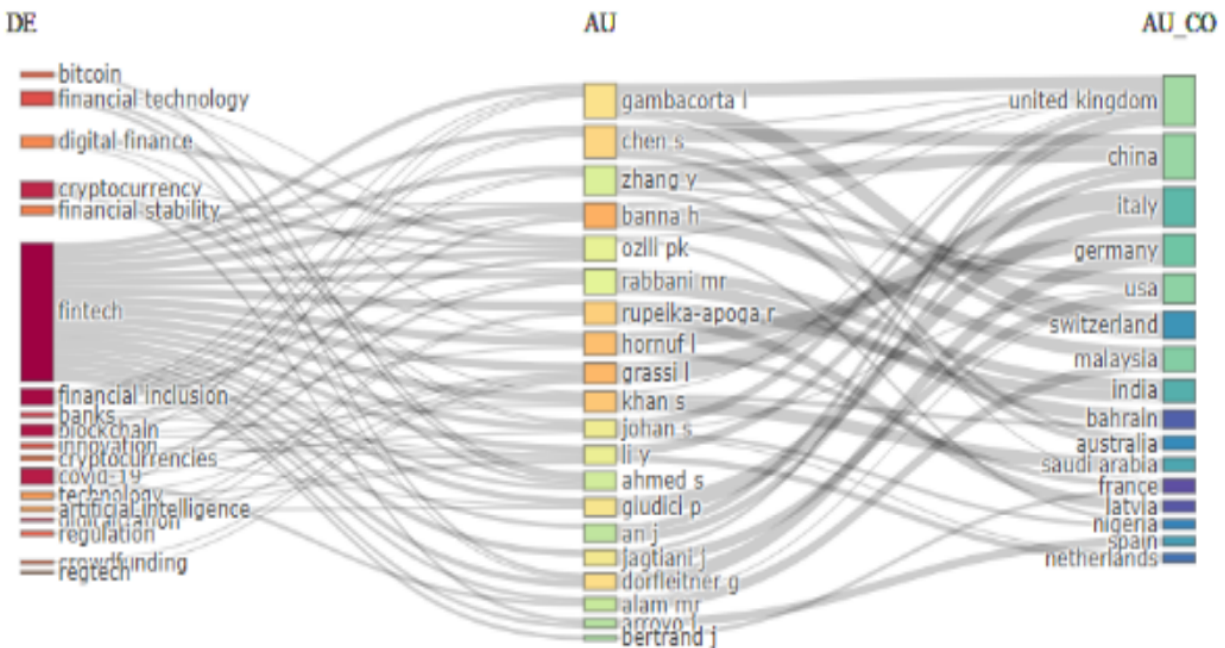 DE
AU
AU_CO
bitcoin
financial technology
digital finance
cryptocurrency
financial stability
fintech
financial inclusion
banks
blockchain
innovation
cryptocurrencies
covid-19
technology
artificial intelligence
regulation
crowdfunding
regtech
gambacorta l
chen s
zhang y
banna h
ozili pk
rabbani mr
rupeika-apoga r
hornuf l
grassi l
khan s
johan s
li y
ahmed s
giudici p
an j
jagtiani j
dorfleitner g
alam mr
arroyo
bertrand j
united kingdom
china
italy
germany
usa
switzerland
malaysia
india
bahrain
australia
saudi arabia
france
latvia
nigeria
spain
netherlands